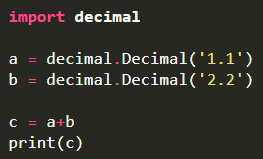 import decimal
a = decimal.Decimal('1.1')
b = decimal.Decimal('2.2')
c = a+b
print(c)